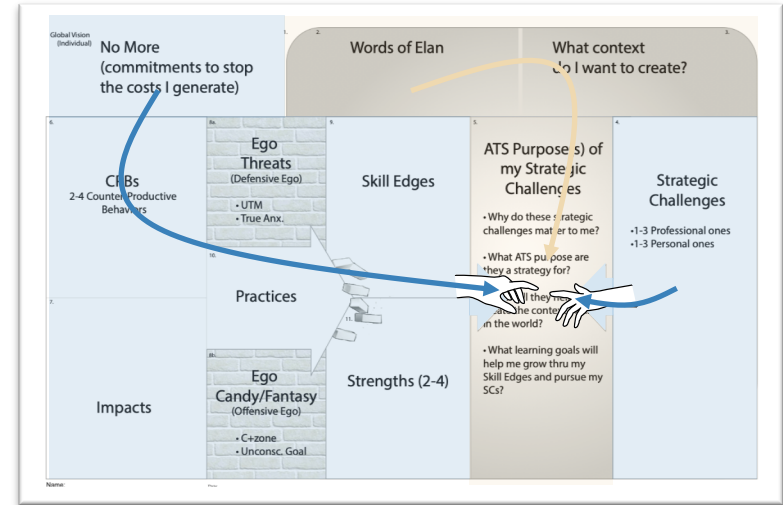 Global Vision
(Individual)
No More
(commitments to stop
the costs I generate)
1.
2.
Words of Elan
3.
What context
do I want to create?
6.
CPBs
2-4 Counter Productive
Behaviors
8a.
Ego
Threats
(Defensive Ego)
• UTM
• True Anx.
9.
Skill Edges
5.
ATS Purpose(s) of
my Strategic
Challenges
• Why do these strategic
challenges matter to me?
• What ATS purpose are
they a strategy for?
they
the
in the world?
• What learning goals will
help me grow thru my
Skill Edges and pursue my
SCs?
4.
Strategic
Challenges
•1-3 Professional ones
•1-3 Personal ones
10.
Practices
7.
Impacts
Ego
Candy/Fantasy
(Offensive Ego)
• C+zone
• Unconsc. Goal
11.
Strengths (2-4)
Name: